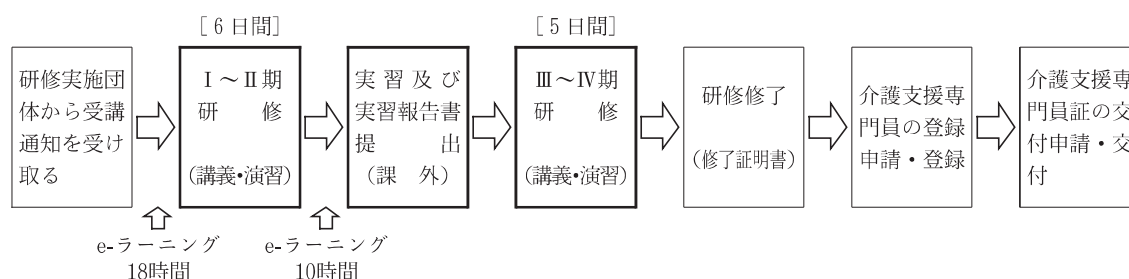 [６日間]
[５日間]
研修実施団
体から受講
通知を受け
取る
Ⅰ～Ⅱ期
研修
(講義・演習)
実習及び
実習報告書
提出
(課外)
Ⅲ～Ⅳ期
研修
(講義・演習)
研修修了
(修了証明書)
介護支援専
門員の登録
申請・登録
介護支援専
門員証の交
付申請・交
付
e-ラーニング
18時間
e-ラーニング
10時間